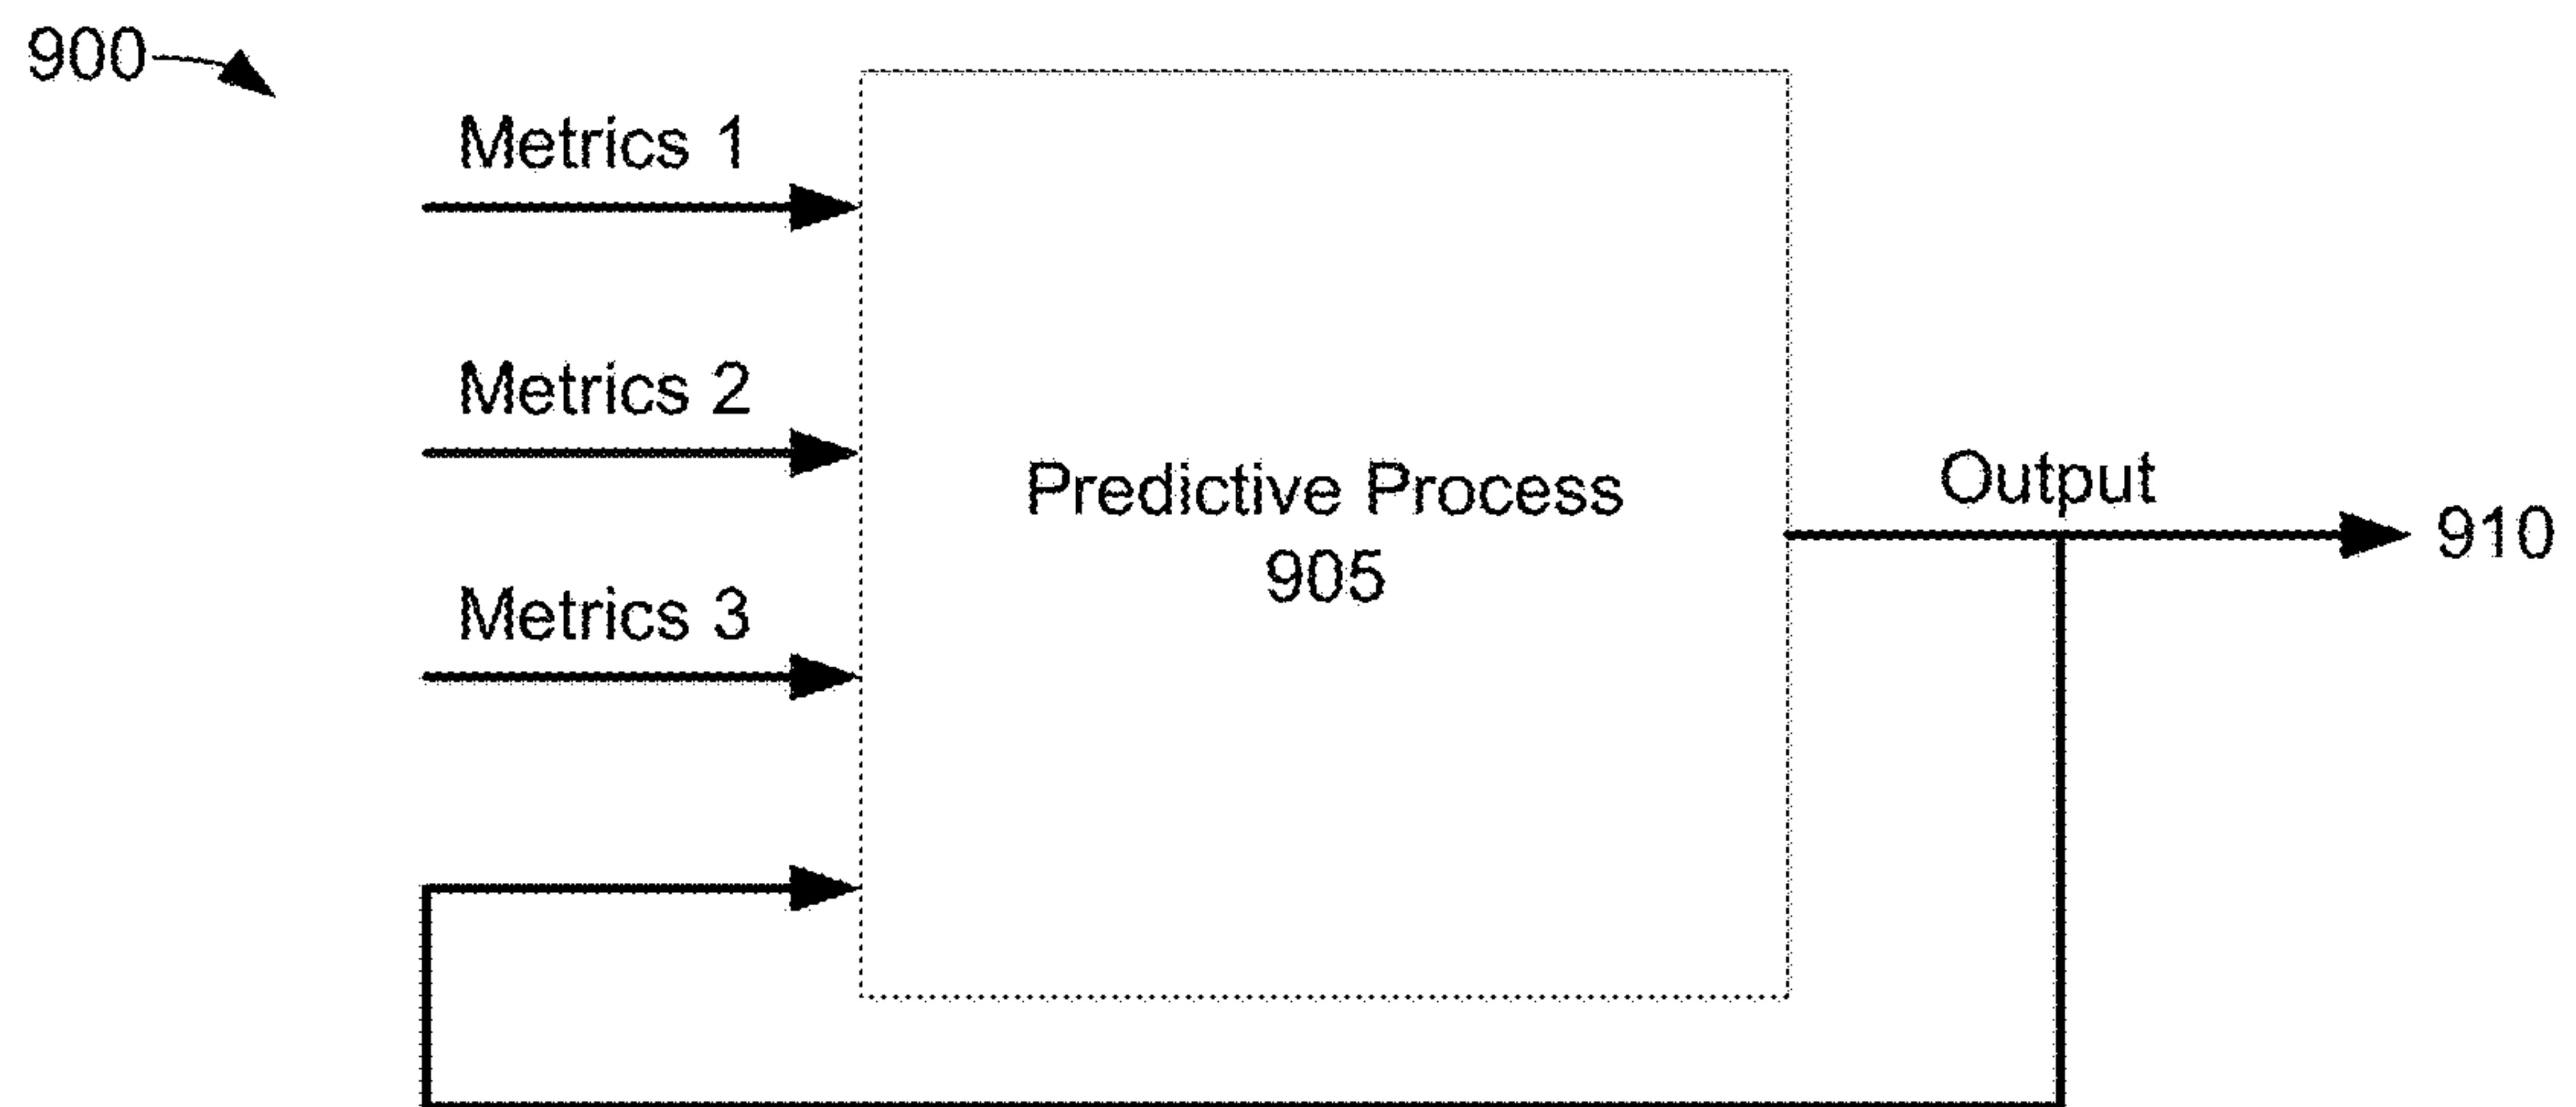 900
Metrics 1
Metrics 2
Metrics 3
Predictive Process
905
Output
910